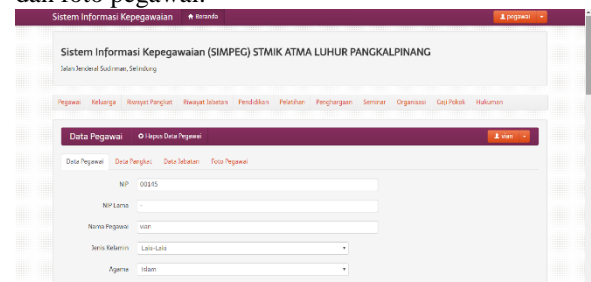 dan foto pegawai.
Sistem Informasi Kepegawaian Beranda pegawai
Sistem Informasi Kepegawaian (SIMPEG) STMIK ATMA LUHUR PANGKALPINANG
Jalan Jenderal Sudirman, Selindung
Pegawai Keluarga Riwayat Pangkat Riwayat Jabatan Pendidikan Pelatihan Penghargaan Seminar Organisasi Gaji Pokok Hukuman
Data Pegawai Hapus Data Pegawai vian
Data Pegawai Data Pangkat Data Jabatan Foto Pegawai
NIP 00145
NIP Lama -
Nama Pegawai vian
Jenis Kelamin Laki-Laki
Agama Islam